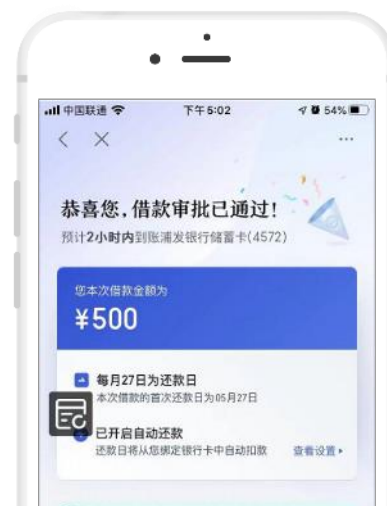 中国联通 下午5:02 54%
恭喜您,借款审批已通过!
预计2小时内到账浦发银行储蓄卡(4572)
您本次借款金额为
¥500
每月27日为还款日
本次借款的首次还款日为05月27日
已开启自动还款
还款日将从您绑定银行卡中自动扣款 查看设置